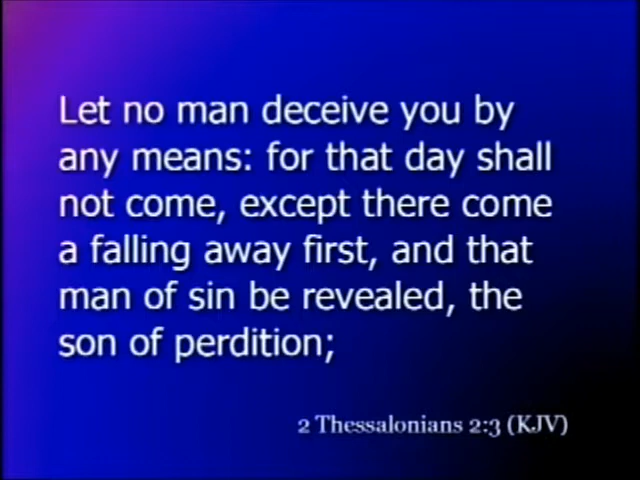 Let no man deceive you by
any means: for that day shall
not come, except there come
a falling away first, and that
man of sin be revealed, the
son of perdition;
2 Thessalonians 2:3 (KJV)